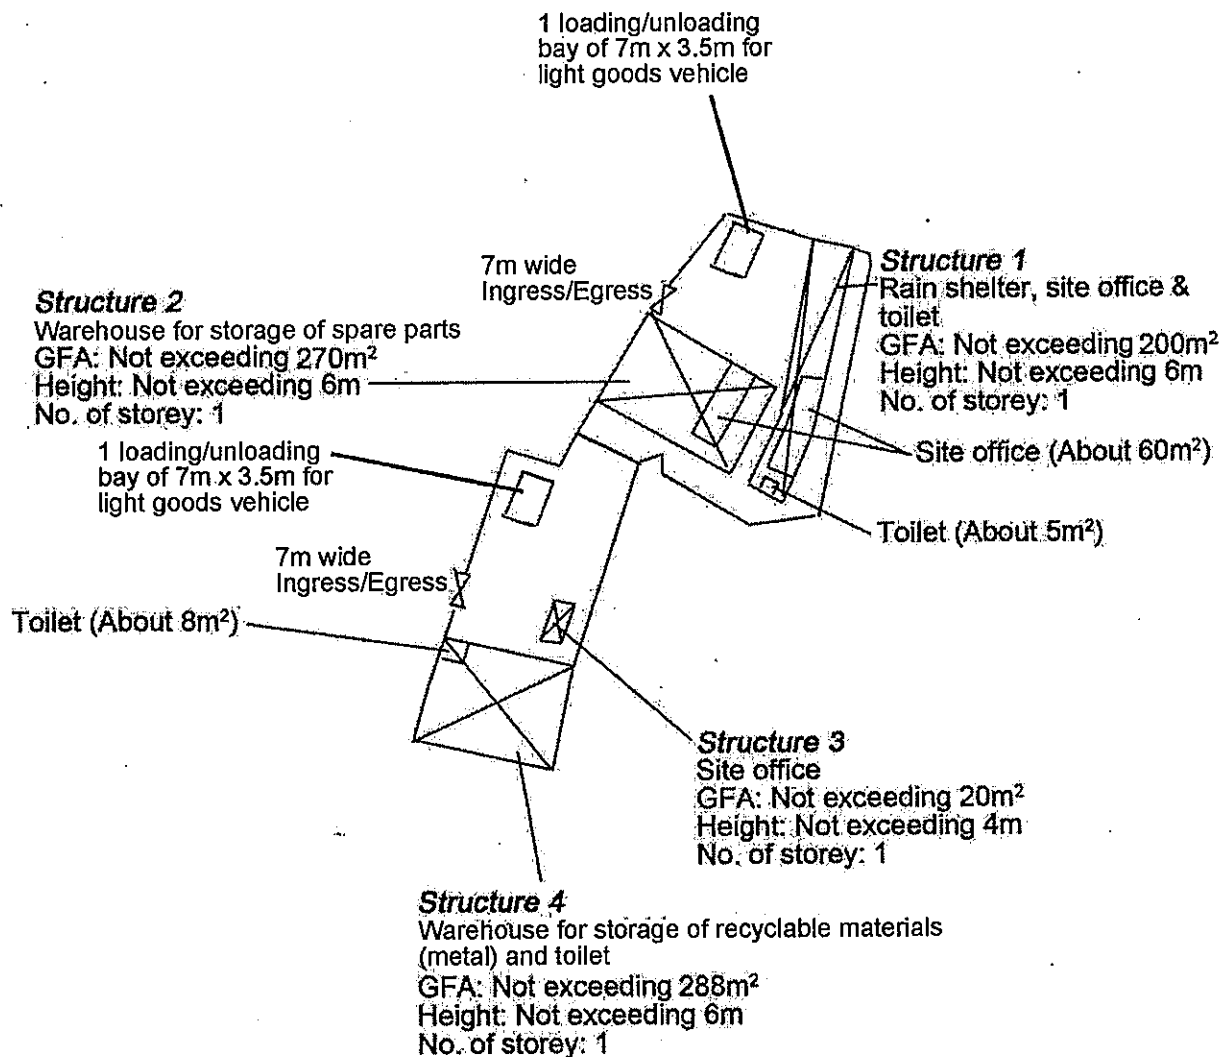 1 loading/unloading
bay of 7m x 3.5m for
light goods vehicle
7m wide
Ingress/Egress
Structure 1
Rain shelter, site office &
toilet
GFA: Not exceeding 200m²
Height: Not exceeding 6m
No. of storey: 1
Structure 2
Warehouse for storage of spare parts
GFA: Not exceeding 270m²
Height: Not exceeding 6m
No. of storey: 1
Site office (About 60m²)
1 loading/unloading
bay of 7m x 3.5m for
light goods vehicle
Toilet (About 5m²)
7m wide
Ingress/Egress
Toilet (About 8m²)
Structure 3
Site office
GFA: Not exceeding 20m²
Height: Not exceeding 4m
No. of storey: 1
Structure 4
Warehouse for storage of recyclable materials
(metal) and toilet
GFA: Not exceeding 288m²
Height: Not exceeding 6m
No. of storey: 1